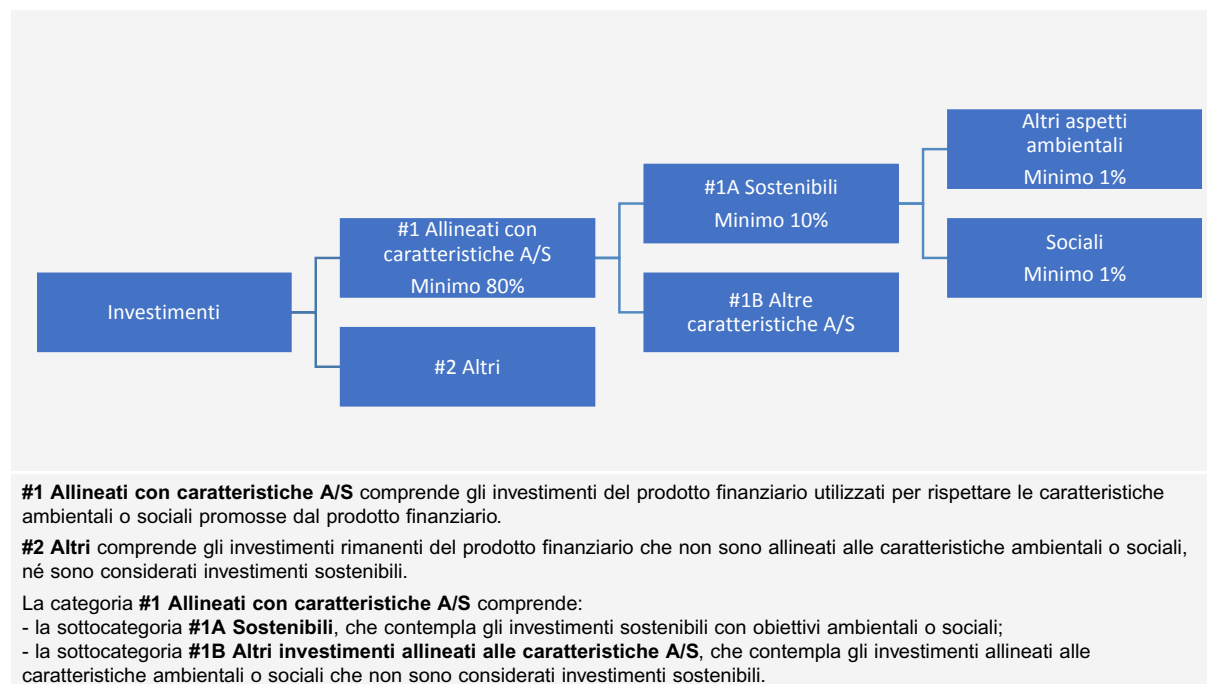 Investimenti
#1 Allineati con
caratteristiche A/S
Minimo 80%
#2 Altri
#1A Sostenibili
Minimo 10%
#1B Altre
caratteristiche A/S
Altri aspetti
ambientali
Minimo 1%
Sociali
Minimo 1%
#1 Allineati con caratteristiche A/S comprende gli investimenti del prodotto finanziario utilizzati per rispettare le caratteristiche
ambientali o sociali promosse dal prodotto finanziario.
#2 Altri comprende gli investimenti rimanenti del prodotto finanziario che non sono allineati alle caratteristiche ambientali o sociali,
né sono considerati investimenti sostenibili.
La categoria #1 Allineati con caratteristiche A/S comprende:
- la sottocategoria #1A Sostenibili, che contempla gli investimenti sostenibili con obiettivi ambientali o sociali;
- la sottocategoria #1B Altri investimenti allineati alle caratteristiche A/S, che contempla gli investimenti allineati alle
caratteristiche ambientali o sociali che non sono considerati investimenti sostenibili.